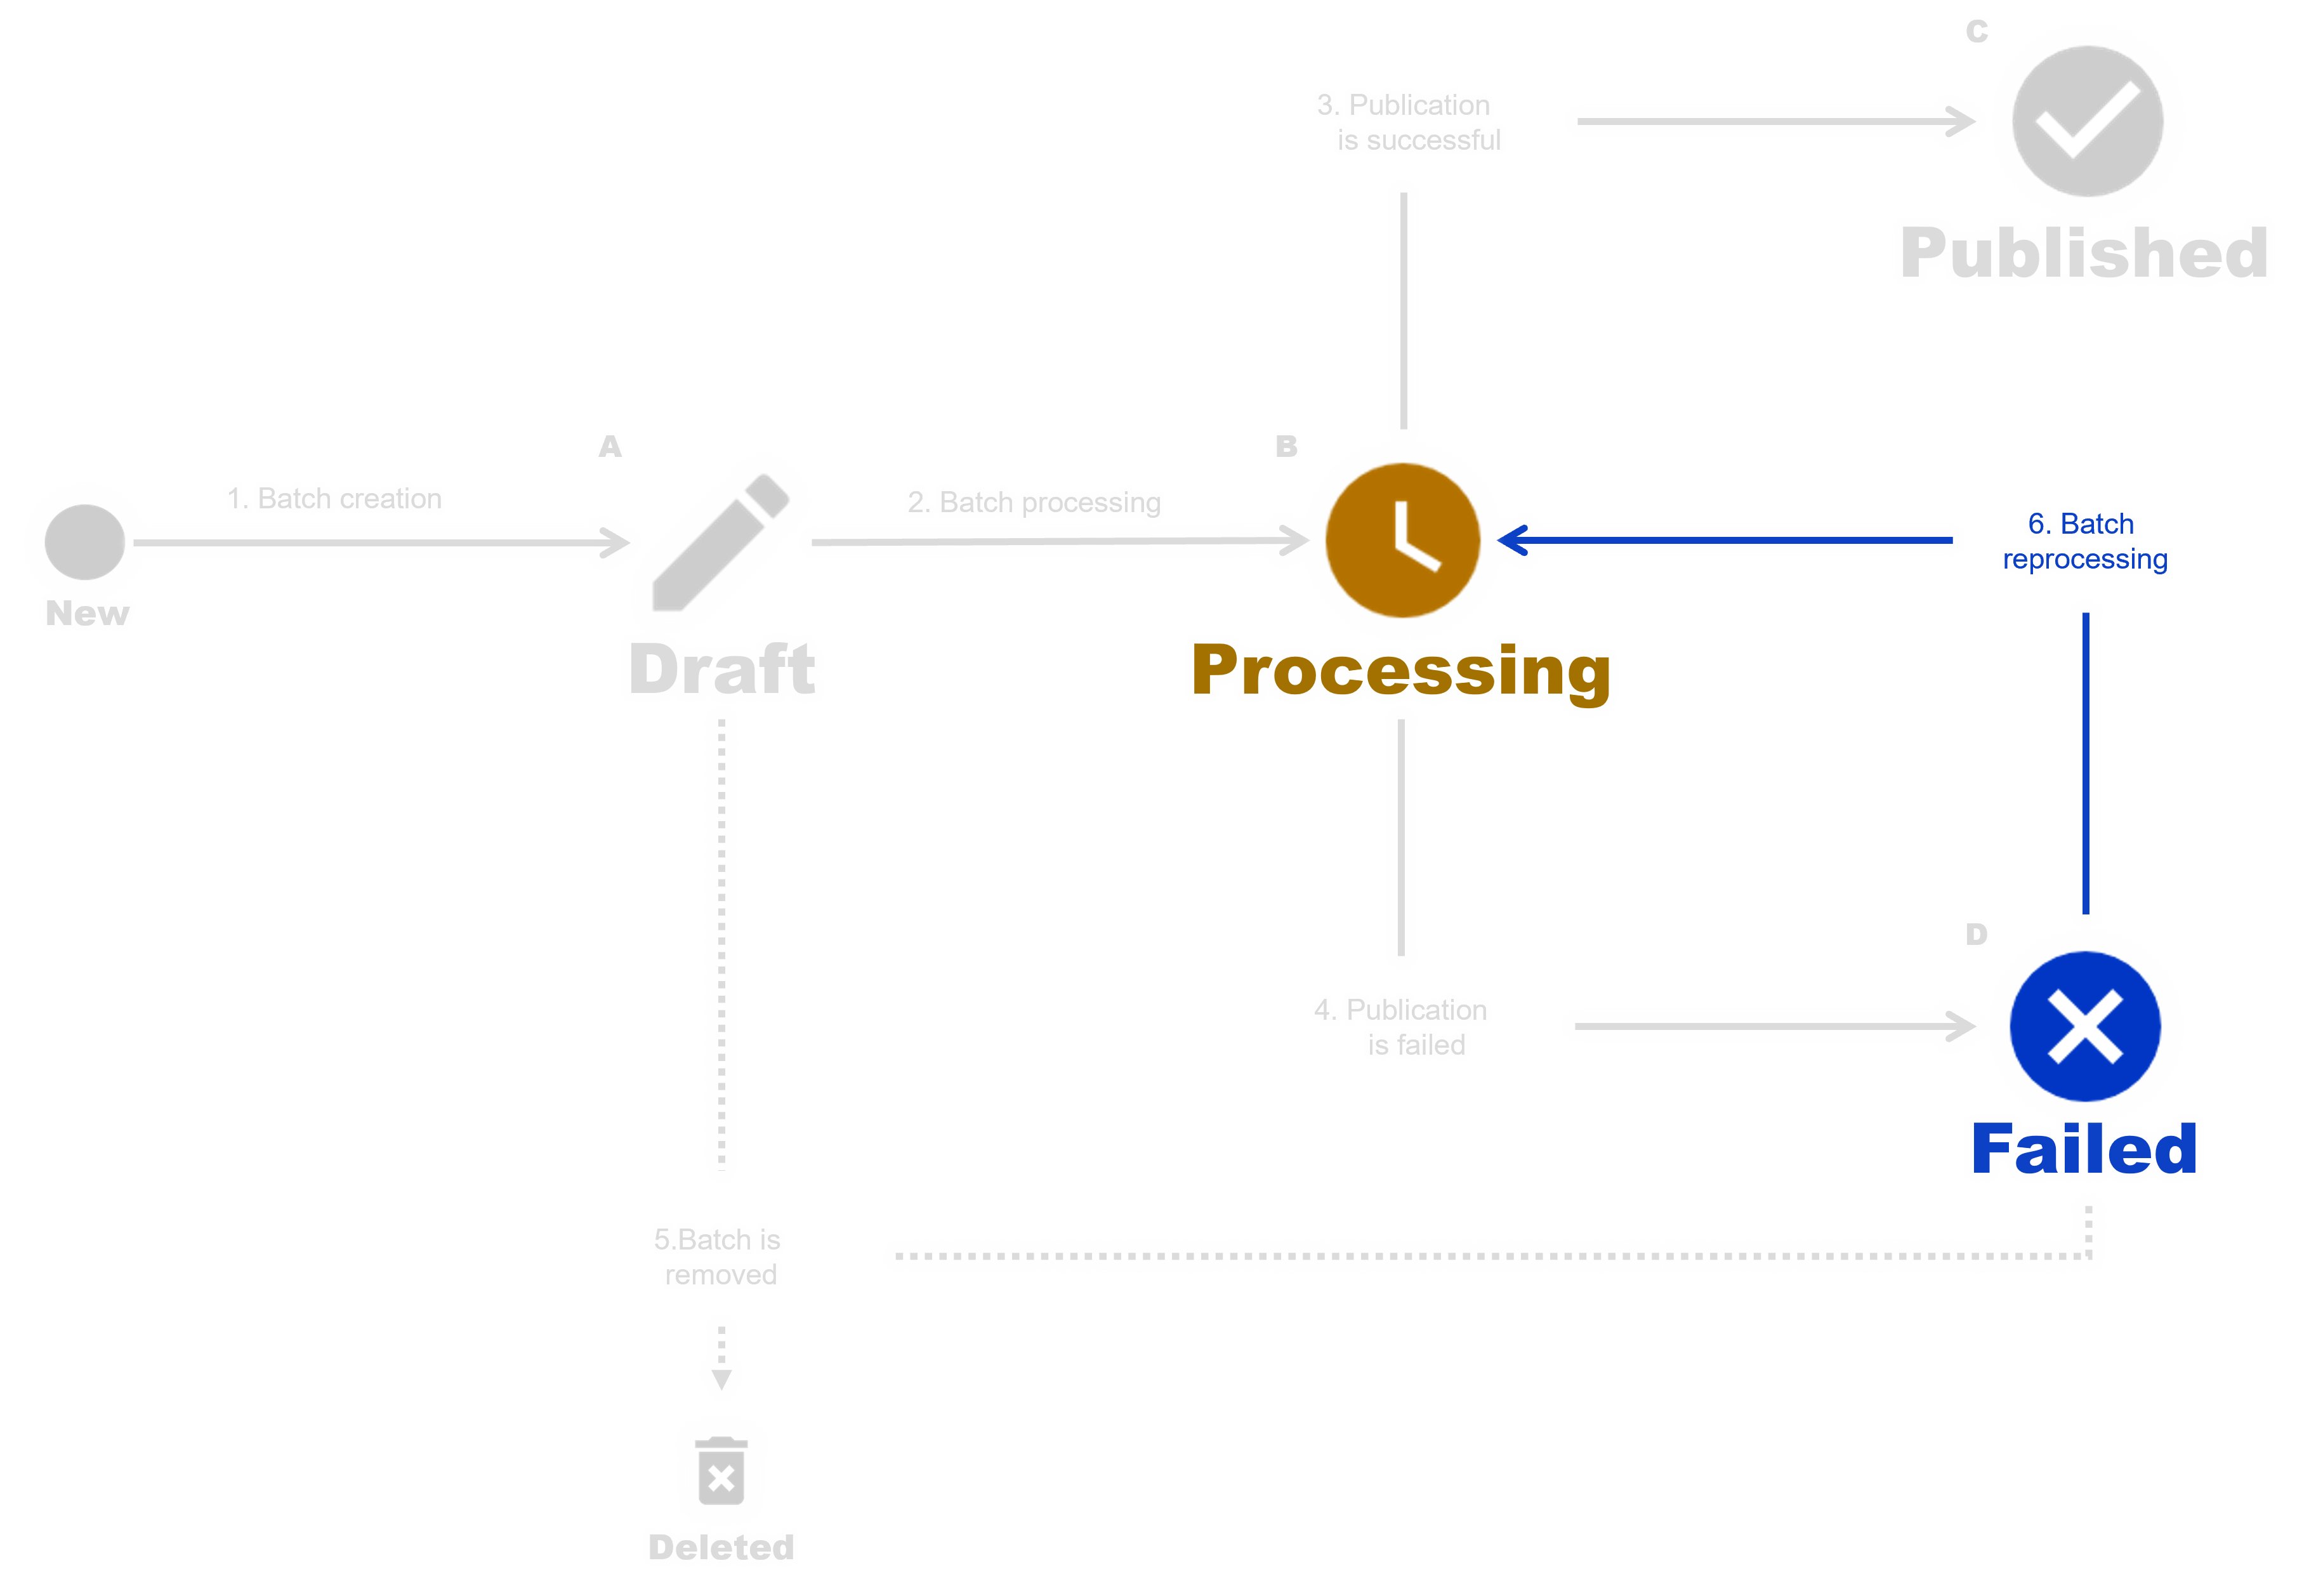 C
3. Publication
is successful
Published
A
B
1. Batch creation
2. Batch processing
6. Batch
reprocessing
New
Draft
Processing
D
4. Publication
is failed
Failed
5.Batch is
removed
Deleted